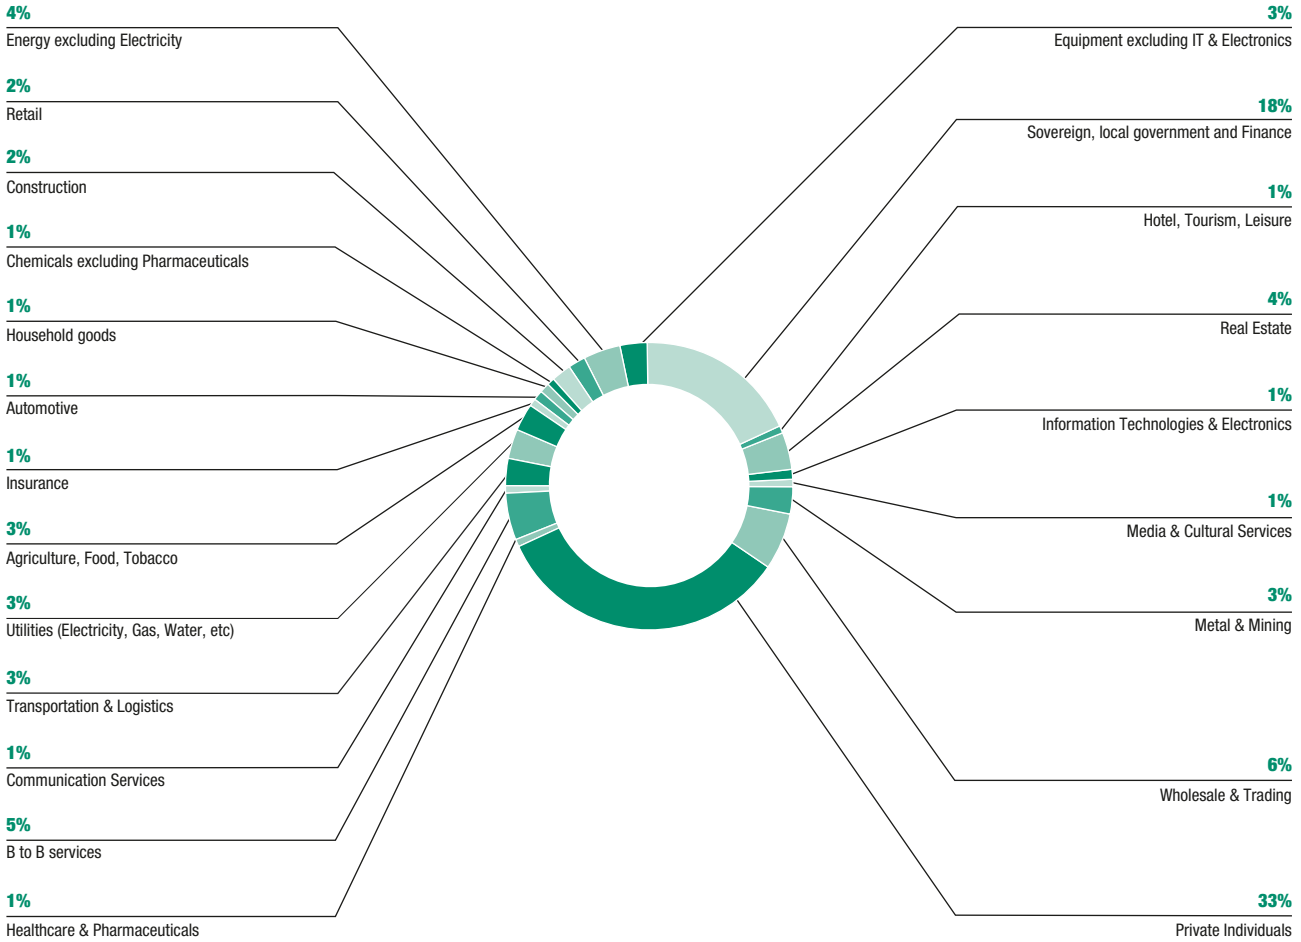 4%
Energy excluding Electricity
2%
Retail
2%
Construction
1%
Chemicals excluding Pharmaceuticals
1%
Household goods
1%
Automotive
1%
Insurance
3%
Agriculture, Food, Tobacco
3%
Utilities (Electricity, Gas, Water, etc)
3%
Transportation & Logistics
1%
Communication Services
5%
B to B services
1%
Healthcare & Pharmaceuticals
3%
Equipment excluding IT & Electronics
18%
Sovereign, local government and Finance
1%
Hotel, Tourism, Leisure
4%
Real Estate
1%
Information Technologies & Electronics
1%
Media & Cultural Services
3%
Metal & Mining
6%
Wholesale & Trading
33%
Private Individuals